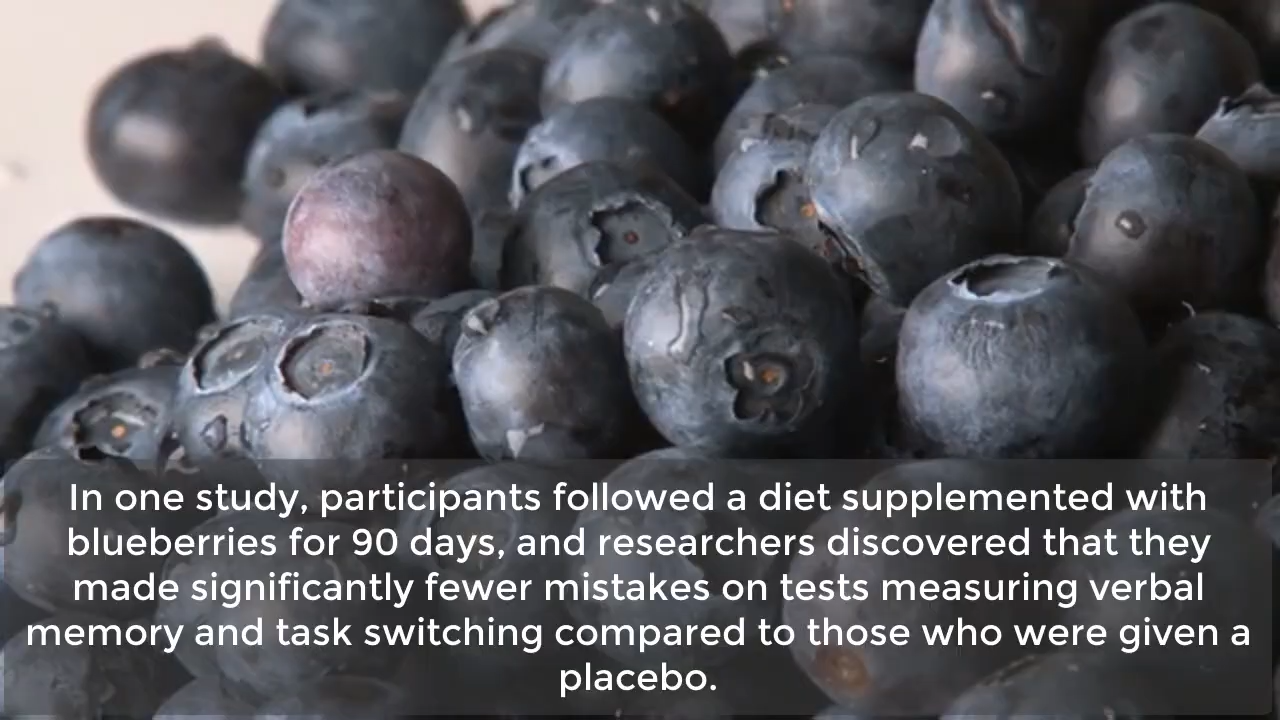 In one study, participants followed a diet supplemented with
blueberries for 90 days, and researchers discovered that they
made significantly fewer mistakes on tests measuring verbal
memory and task switching compared to those who were given a
placebo.